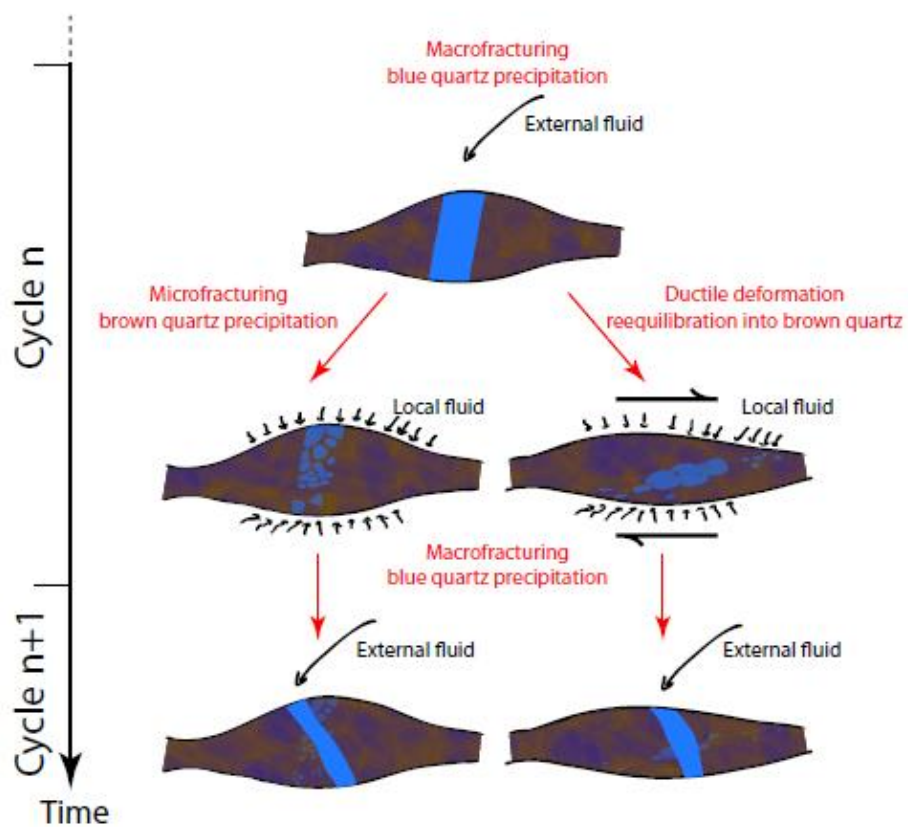 Macrofracturing
blue quartz precipitation
External fluid
Cycle n
Microfracturing
brown quartz precipitation
Ductile deformation
reequilibration into brown quartz
Local fluid
Local fluid
Macrofracturing
blue quartz precipitation
Cycle n+1
External fluid
External fluid
Time